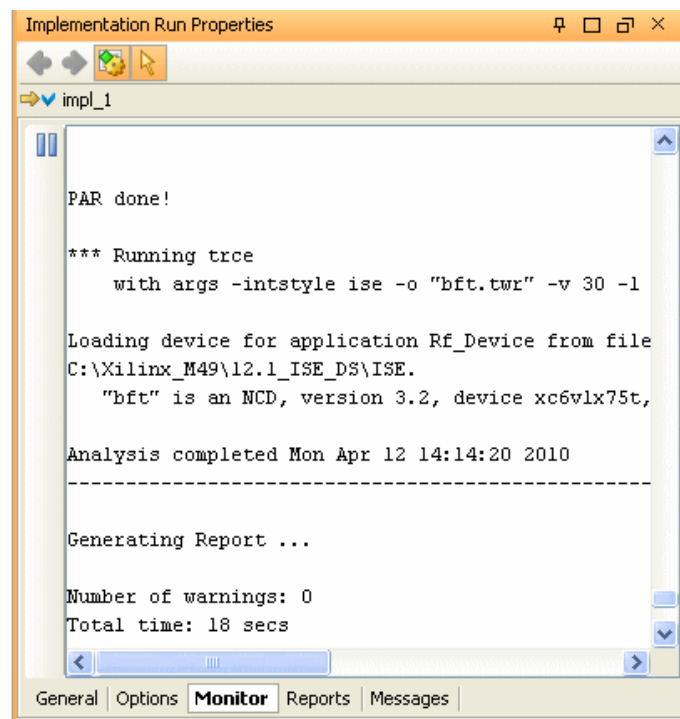 Implementation Run Properties
impl_1
PAR done!
*** Running trce
with args -intstyle ise -o "bft.twr" -v 30 -l
Loading device for application Rf_Device from file
C:\Xilinx_M49\12.1_ISE_DS\ISE.
"bft" is an NCD, version 3.2, device xc6vlx75t,
Analysis completed Mon Apr 12 14:14:20 2010
--------------------------------------------------
Generating Report ...
Number of warnings: 0
Total time: 18 secs
General Options Monitor Reports Messages